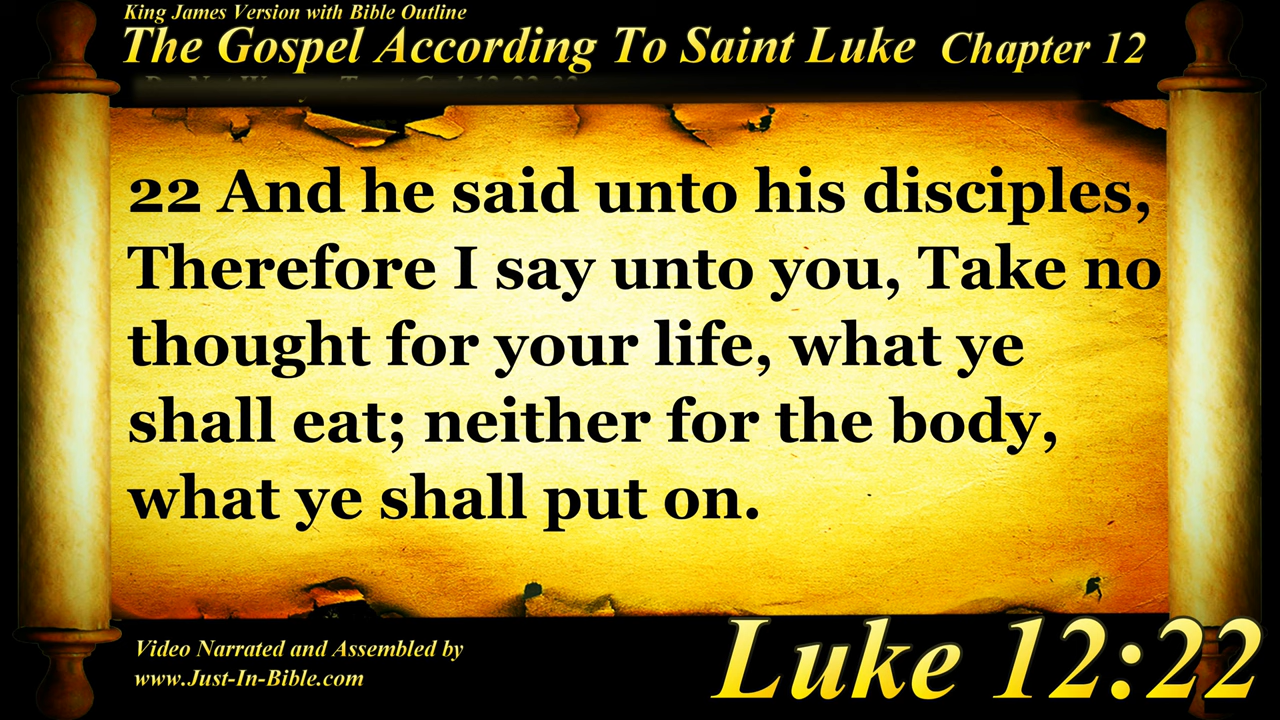 King James Version with Bible Outline
The Gospel According To Saint Luke Chapter 12
22 And he said unto his disciples,
Therefore I say unto you, Take no
thought for your life, what ye
shall eat; neither for the body,
what ye shall put on.
Video Narrated and Assembled by
www.Just-In-Bible.com
Luke 12:22